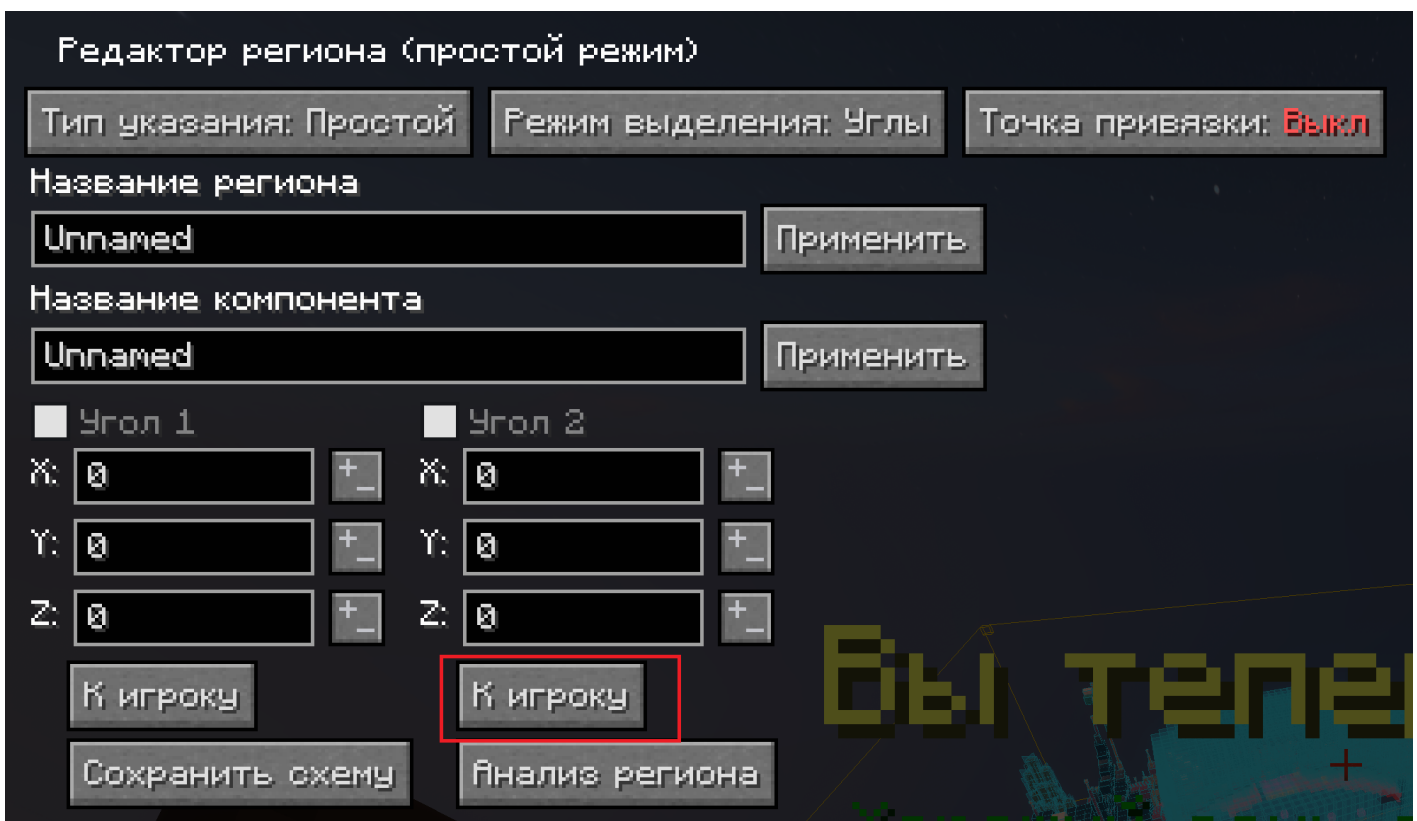 Редактор региона (простой режим)
Тип указания: Простой Режим выделения: Углы Точка привязки: Выкл
Название региона
Unnamed Применить
Название компонента
Unnamed Применить
Угол 1 Угол 2
X: 0 + - X: 0 + -
Y: 0 + - Y: 0 + -
Z: 0 + - Z: 0 + -
К игроку К игроку
Вы тепе
Сохранить схему Анализ региона